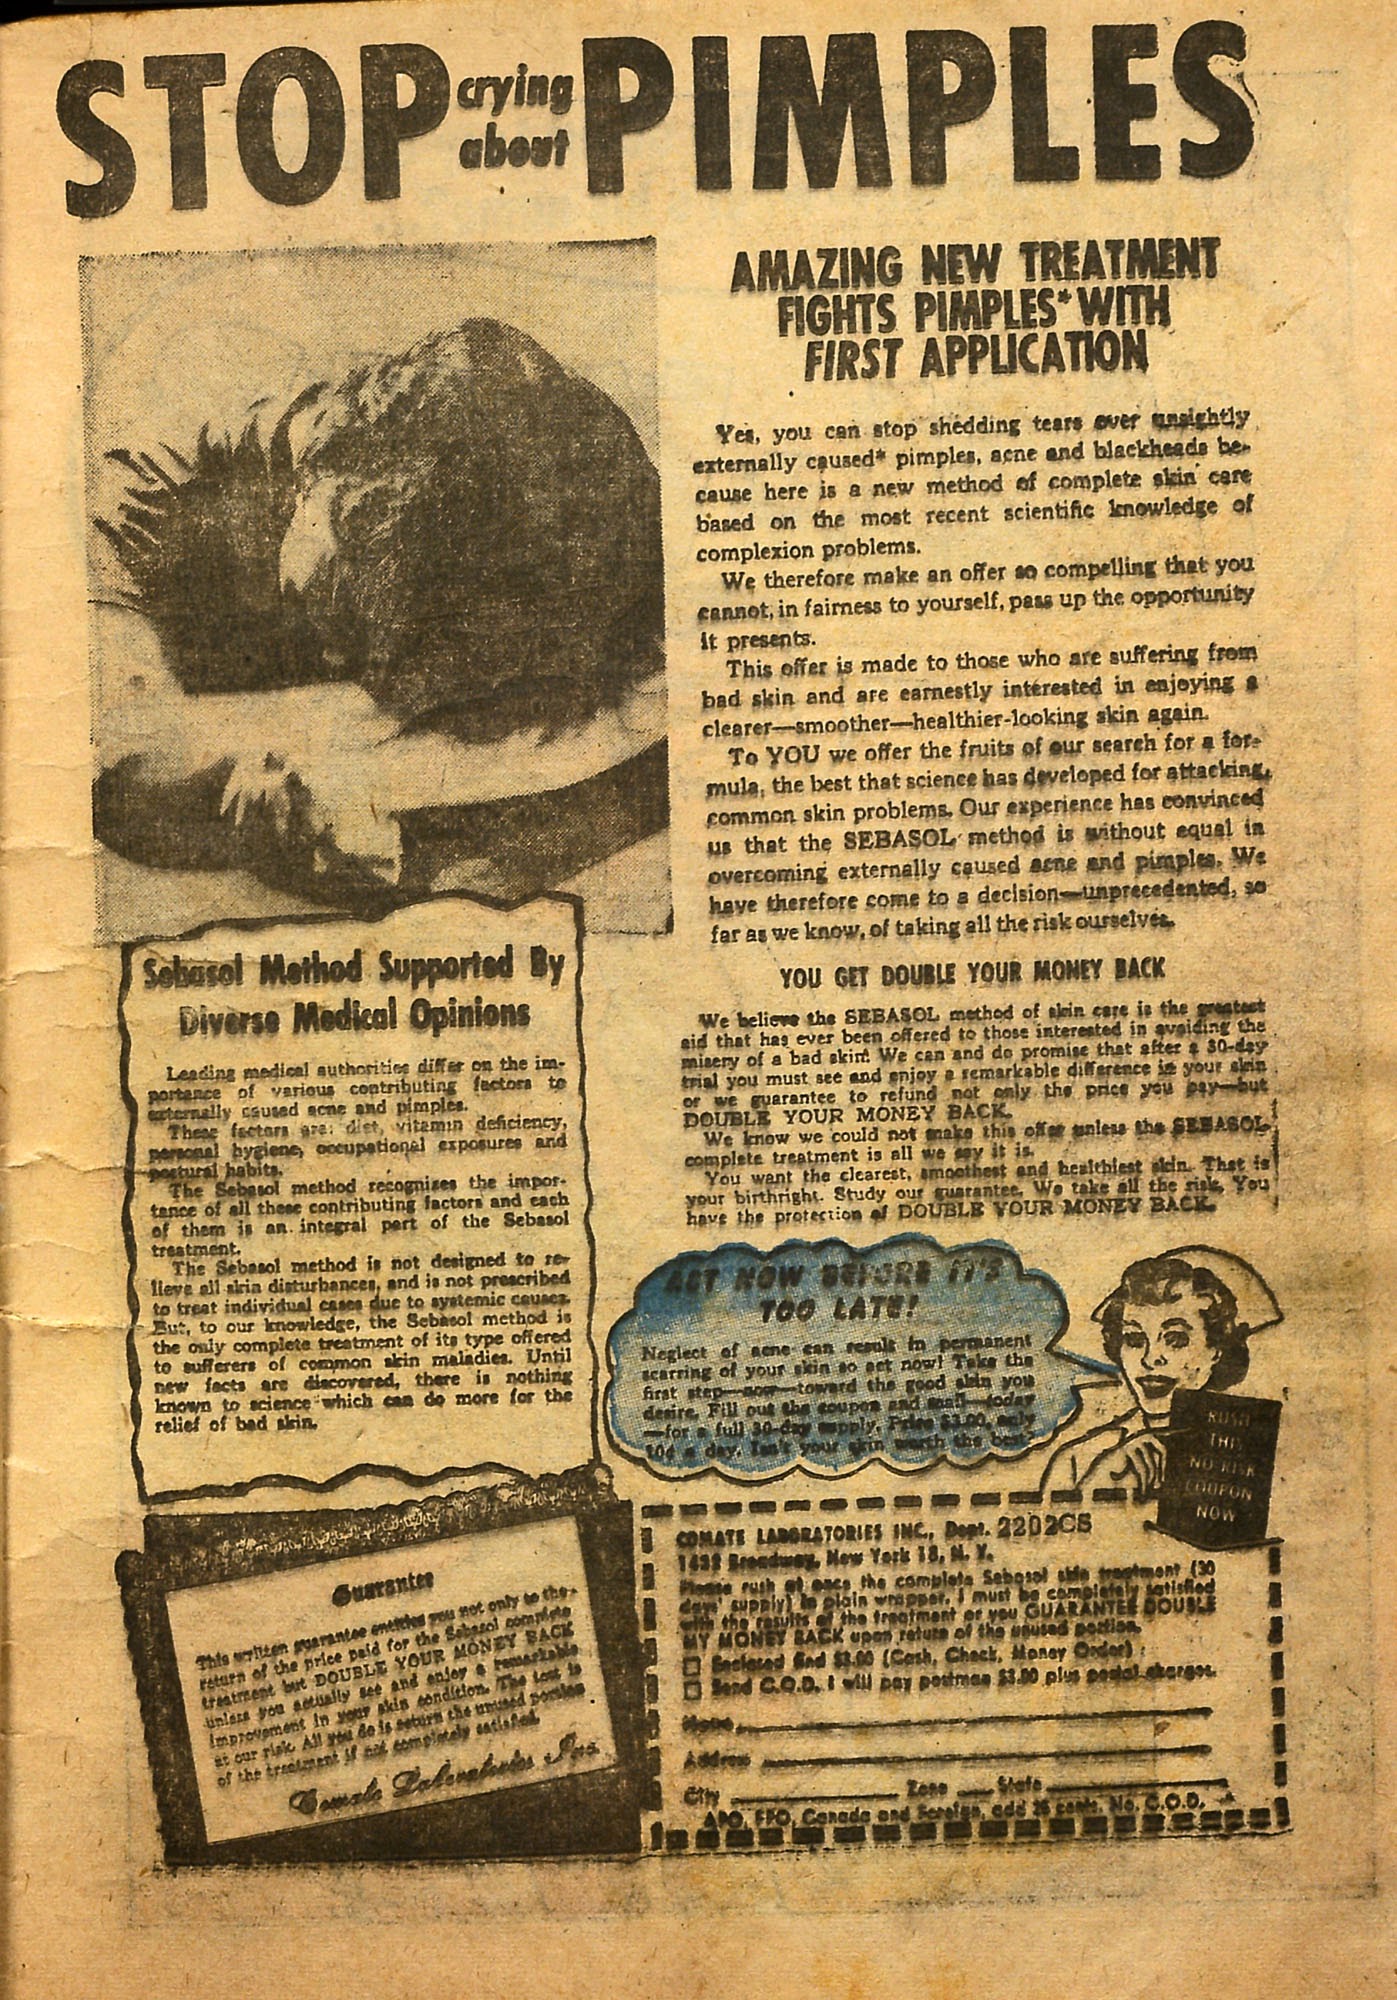 STOP crying about PIMPLES
AMAZING NEW TREATMENT
FIGHTS PIMPLES* WITH
FIRST APPLICATION
Yes, you can stop shedding tears over unsightly
externally caused* pimples, acne and blackheads be-
cause here is a new method of complete skin care
based on the most recent scientific knowledge of
complexion problems.
We therefore make an offer so compelling that you
cannot, in fairness to yourself, pass up the opportunity
it presents.
This offer is made to those who are suffering from
bad skin and are earnestly interested in enjoying a
clearer—smoother—healthier-looking skin again.
To YOU we offer the fruits of our search for a for-
mula, the best that science has developed for attacking
common skin problems. Our experience has convinced
us that the SEBASOL method is without equal in
overcoming externally caused acne and pimples. We
have therefore come to a decision—unprecedented, so
far as we know, of taking all the risk ourselves.
YOU GET DOUBLE YOUR MONEY BACK
We believe the SEBASOL method of skin care is the greatest
aid that has ever been offered to those interested in avoiding the
misery of a bad skin! We can and do promise that after a 30-day
trial you must see and enjoy a remarkable difference in your skin
or we guarantee to refund not only the price you pay—but
DOUBLE YOUR MONEY BACK.
We know we could not make this offer unless the SEBASOL
complete treatment is all we say it is.
You want the clearest, smoothest and healthiest skin. That is
your birthright. Study our guarantee. We take all the risk. You
have the protection of DOUBLE YOUR MONEY BACK.
Sebasol Method Supported By
Diverse Medical Opinions
Leading medical authorities differ on the im-
portance of various contributing factors to
externally caused acne and pimples.
These factors are: diet, vitamin deficiency,
personal hygiene, occupational exposures and
postural habits.
The Sebasol method recognizes the impor-
tance of all these contributing factors and each
of them is an integral part of the Sebasol
treatment.
The Sebasol method is not designed to re-
lieve all skin disturbances, and is not prescribed
to treat individual cases due to systemic causes.
But, to our knowledge, the Sebasol method is
the only complete treatment of its type offered
to sufferers of common skin maladies. Until
new facts are discovered, there is nothing
known to science which can do more for the
relief of bad skin.
ACT NOW BEFORE IT'S
TOO LATE!
Neglect of acne can result in permanent
scarring of your skin so act now! Take the
first step—now—toward the good skin you
desire. Fill out the coupon and mail—today
—for a full 30-day supply. Price $3.00, only
10¢ a day. Isn't your skin worth the best?
RUSH
THIS
NO-RISK
COUPON
NOW
Guarantee
This written guarantee entitles you not only to the
return of the price paid for the Sebasol complete
treatment but DOUBLE YOUR MONEY BACK
unless you actually see and enjoy a remarkable
improvement in your skin condition. The test is
at our risk. All you do is return the unused portion
of the treatment if not completely satisfied.
Comate Laboratories Inc.
COMATE LABORATORIES INC., Dept. 2202CS
1432 Broadway, New York 18, N. Y.
Please rush at once the complete Sebasol skin treatment (30
days' supply) in plain wrapper. I must be completely satisfied
with the results of the treatment or you GUARANTEE DOUBLE
MY MONEY BACK upon return of the unused portion.
Enclosed find $3.00 (Cash, Check, Money Order)
Send C.O.D. I will pay postman $3.00 plus postal charges.
Name
Address
City Zone State
APO, FPO, Canada and Foreign, add 25 cents. No. C.O.D.